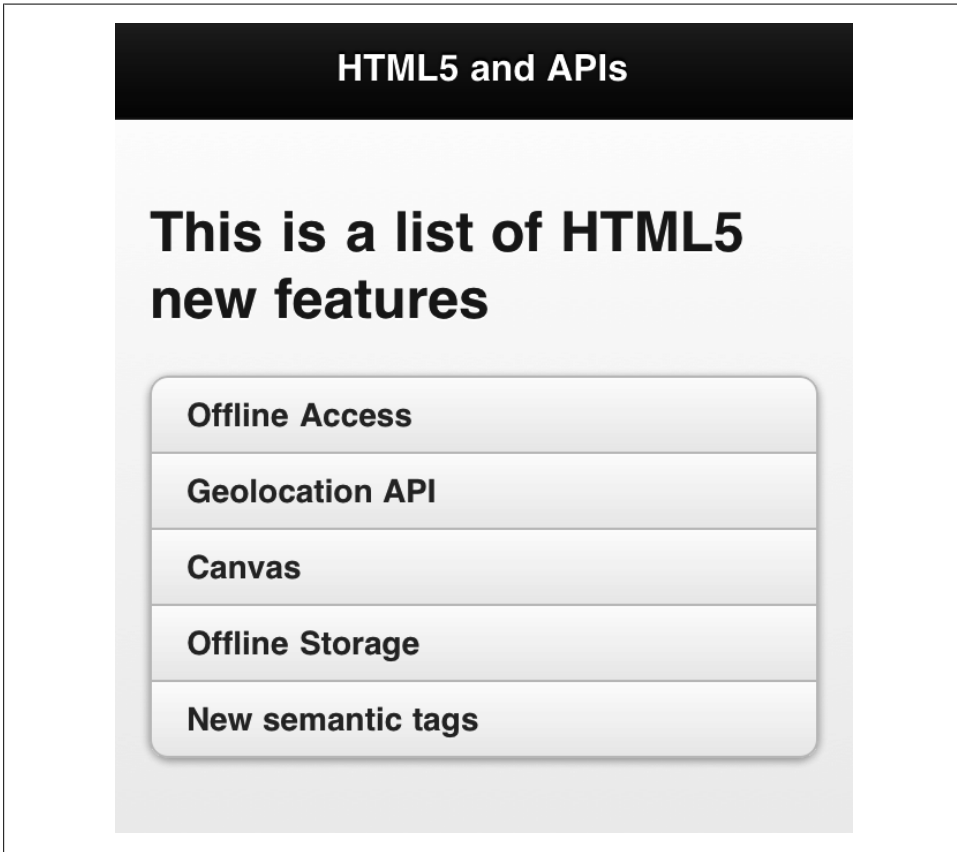 HTML5 and APIs
This is a list of HTML5
new features
Offline Access
Geolocation API
Canvas
Offline Storage
New semantic tags